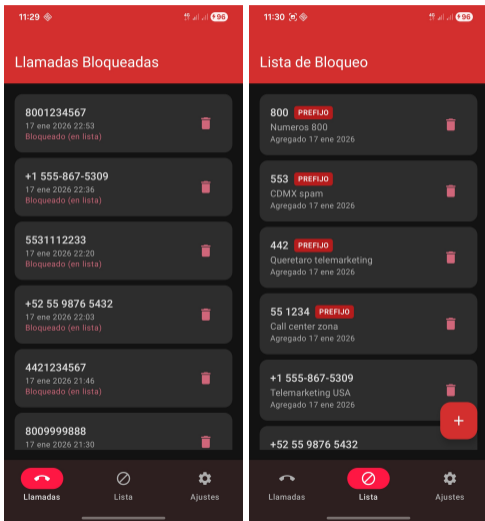 11:29
96
Llamadas Bloqueadas
8001234567
17 ene 2026 22:53
Bloqueado (en lista)
+1 555-867-5309
17 ene 2026 22:36
Bloqueado (en lista)
5531112233
17 ene 2026 22:20
Bloqueado (en lista)
+52 55 9876 5432
17 ene 2026 22:03
Bloqueado (en lista)
4421234567
17 ene 2026 21:46
Bloqueado (en lista)
8009999888
17 ene 2026 21:30
Llamadas
Lista
Ajustes
11:30
96
Lista de Bloqueo
800 PREFIJO
Numeros 800
Agregado 17 ene 2026
553 PREFIJO
CDMX spam
Agregado 17 ene 2026
442 PREFIJO
Queretaro telemarketing
Agregado 17 ene 2026
55 1234 PREFIJO
Call center zona
Agregado 17 ene 2026
+1 555-867-5309
Telemarketing USA
Agregado 17 ene 2026
+52 55 9876 5432
+
Llamadas
Lista
Ajustes